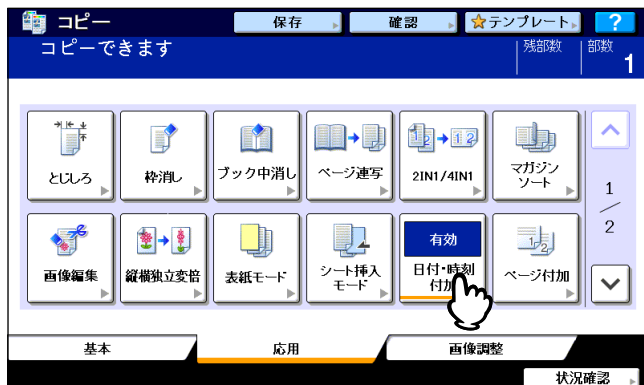 コピー
保存
確認
テンプレート
?
コピーできます
残部数
部数
1
とじしろ
枠消し
ブック中消し
ページ連写
2IN1/4IN1
マガジン
ソート
画像編集
縦横独立変倍
表紙モード
シート挿入
モード
有効
日付・時刻
付加
ページ付加
1
/
2
基本
応用
画像調整
状況確認